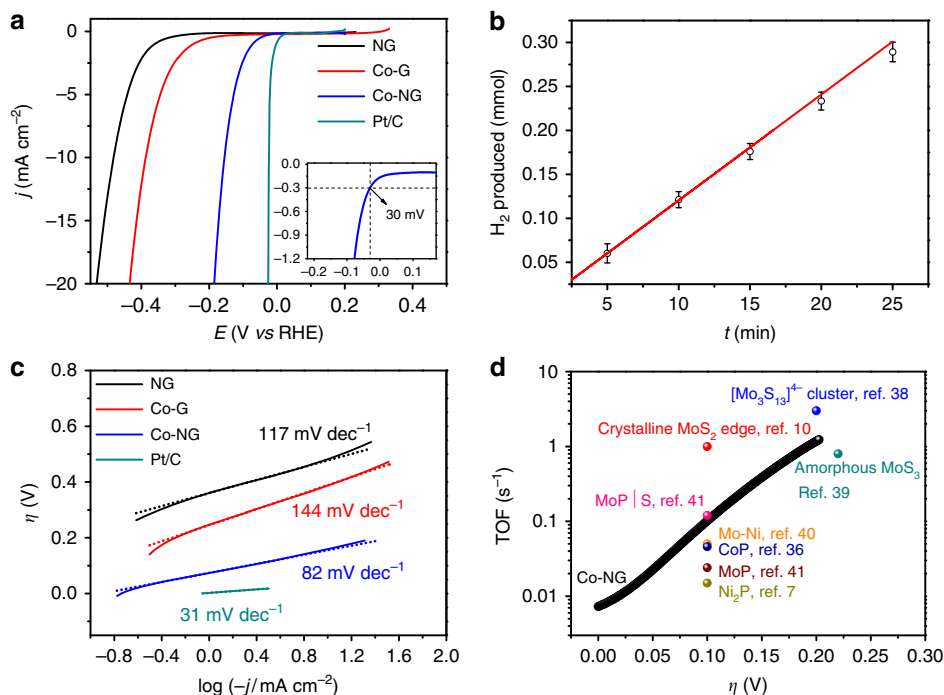 a
0
−5
−10
−15
−20
j (mA cm−2)
NG
Co-G
Co-NG
Pt/C
0.0
−0.3
−0.6
−0.9
−1.2
30 mV
−0.2 −0.1 0.0 0.1
−0.4 −0.2 0.0 0.2 0.4
E (V vs RHE)
b
0.30
0.25
0.20
0.15
0.10
0.05
H2 produced (mmol)
5 10 15 20 25
t (min)
c
0.4
0.2
0.0
η (V)
NG
Co-G
Co-NG
Pt/C
117 mV dec−1
144 mV dec−1
82 mV dec−1
31 mV dec−1
−0.8 −0.4 0.0 0.4 0.8 1.2 1.6
log (−j/mA cm−2)
d
10
1
0.1
0.01
TOF (s−1)
[Mo3S13]4− cluster, ref. 38
Crystalline MoS2 edge, ref. 10
Amorphous MoS3
Ref. 39
MoP | S, ref. 41
Mo-Ni, ref. 40
CoP, ref. 36
MoP, ref. 41
Ni2P, ref. 7
Co-NG
0.00 0.05 0.10 0.15 0.20 0.25 0.30
η (V)